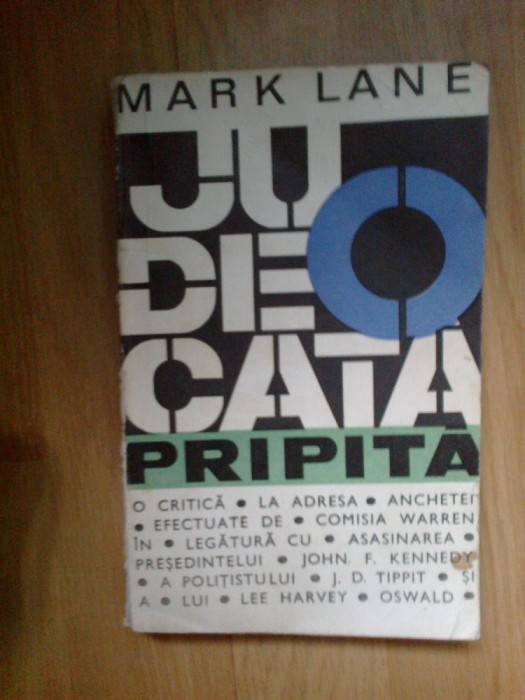 MARK LANE
JU
DE
CATĂ
PRIPITĂ
O CRITICĂ • LA ADRESA • ANCHETEI
• EFECTUATE DE • COMISIA WARREN
ÎN • LEGĂTURĂ CU • ASASINAREA •
PREȘEDINTELUI • JOHN F. KENNEDY
• A POLIȚISTULUI • J. D. TIPPIT • ȘI
A • LUI • LEE HARVEY • OSWALD •